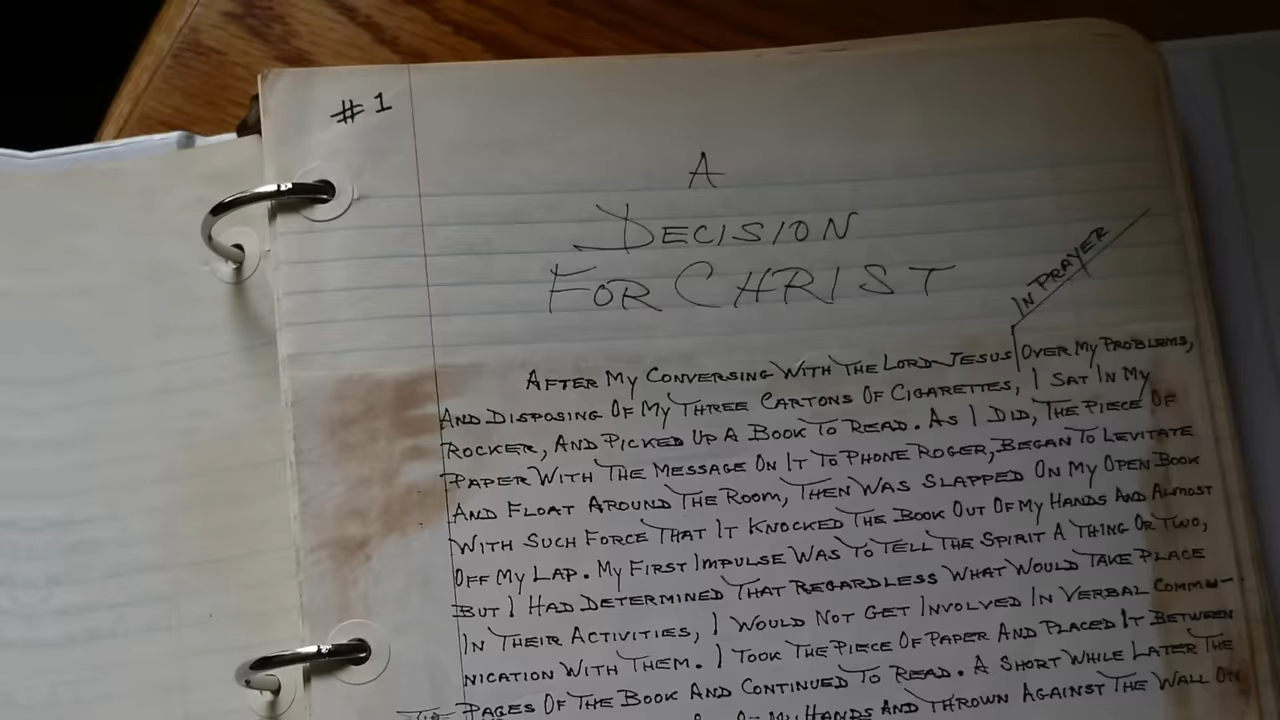 #1
A
DECISION
FOR CHRIST
IN PRAYER
AFTER MY CONVERSING WITH THE LORD JESUS OVER MY PROBLEMS,
AND DISPOSING OF MY THREE CARTONS OF CIGARETTES, I SAT IN MY
ROCKER, AND PICKED UP A BOOK TO READ. AS I DID, THE PIECE OF
PAPER WITH THE MESSAGE ON IT TO PHONE ROGER, BEGAN TO LEVITATE
AND FLOAT AROUND THE ROOM, THEN WAS SLAPPED ON MY OPEN BOOK
WITH SUCH FORCE THAT IT KNOCKED THE BOOK OUT OF MY HANDS AND ALMOST
OFF MY LAP. MY FIRST IMPULSE WAS TO TELL THE SPIRIT A THING OR TWO,
BUT I HAD DETERMINED THAT REGARDLESS WHAT WOULD TAKE PLACE
IN THEIR ACTIVITIES, I WOULD NOT GET INVOLVED IN VERBAL COMMU-
NICATION WITH THEM. I TOOK THE PIECE OF PAPER AND PLACED IT BETWEEN
THE PAGES OF THE BOOK AND CONTINUED TO READ. A SHORT WHILE LATER THE
MY HANDS AND THROWN AGAINST THE WALL ON